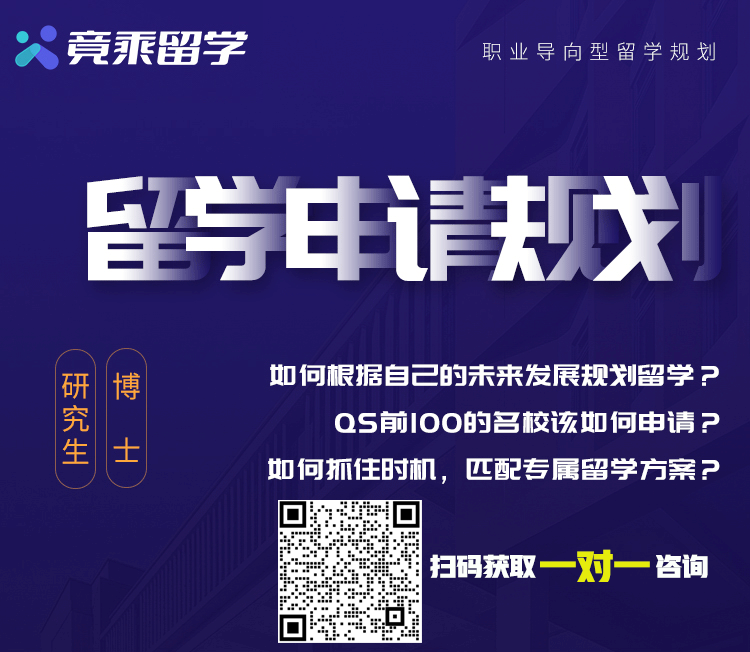 竟乘留学
职业导向型留学规划
留学申请规划
研究生
博士
如何根据自己的未来发展规划留学？
QS前100的名校该如何申请？
如何抓住时机，匹配专属留学方案？
扫码获取一对一咨询